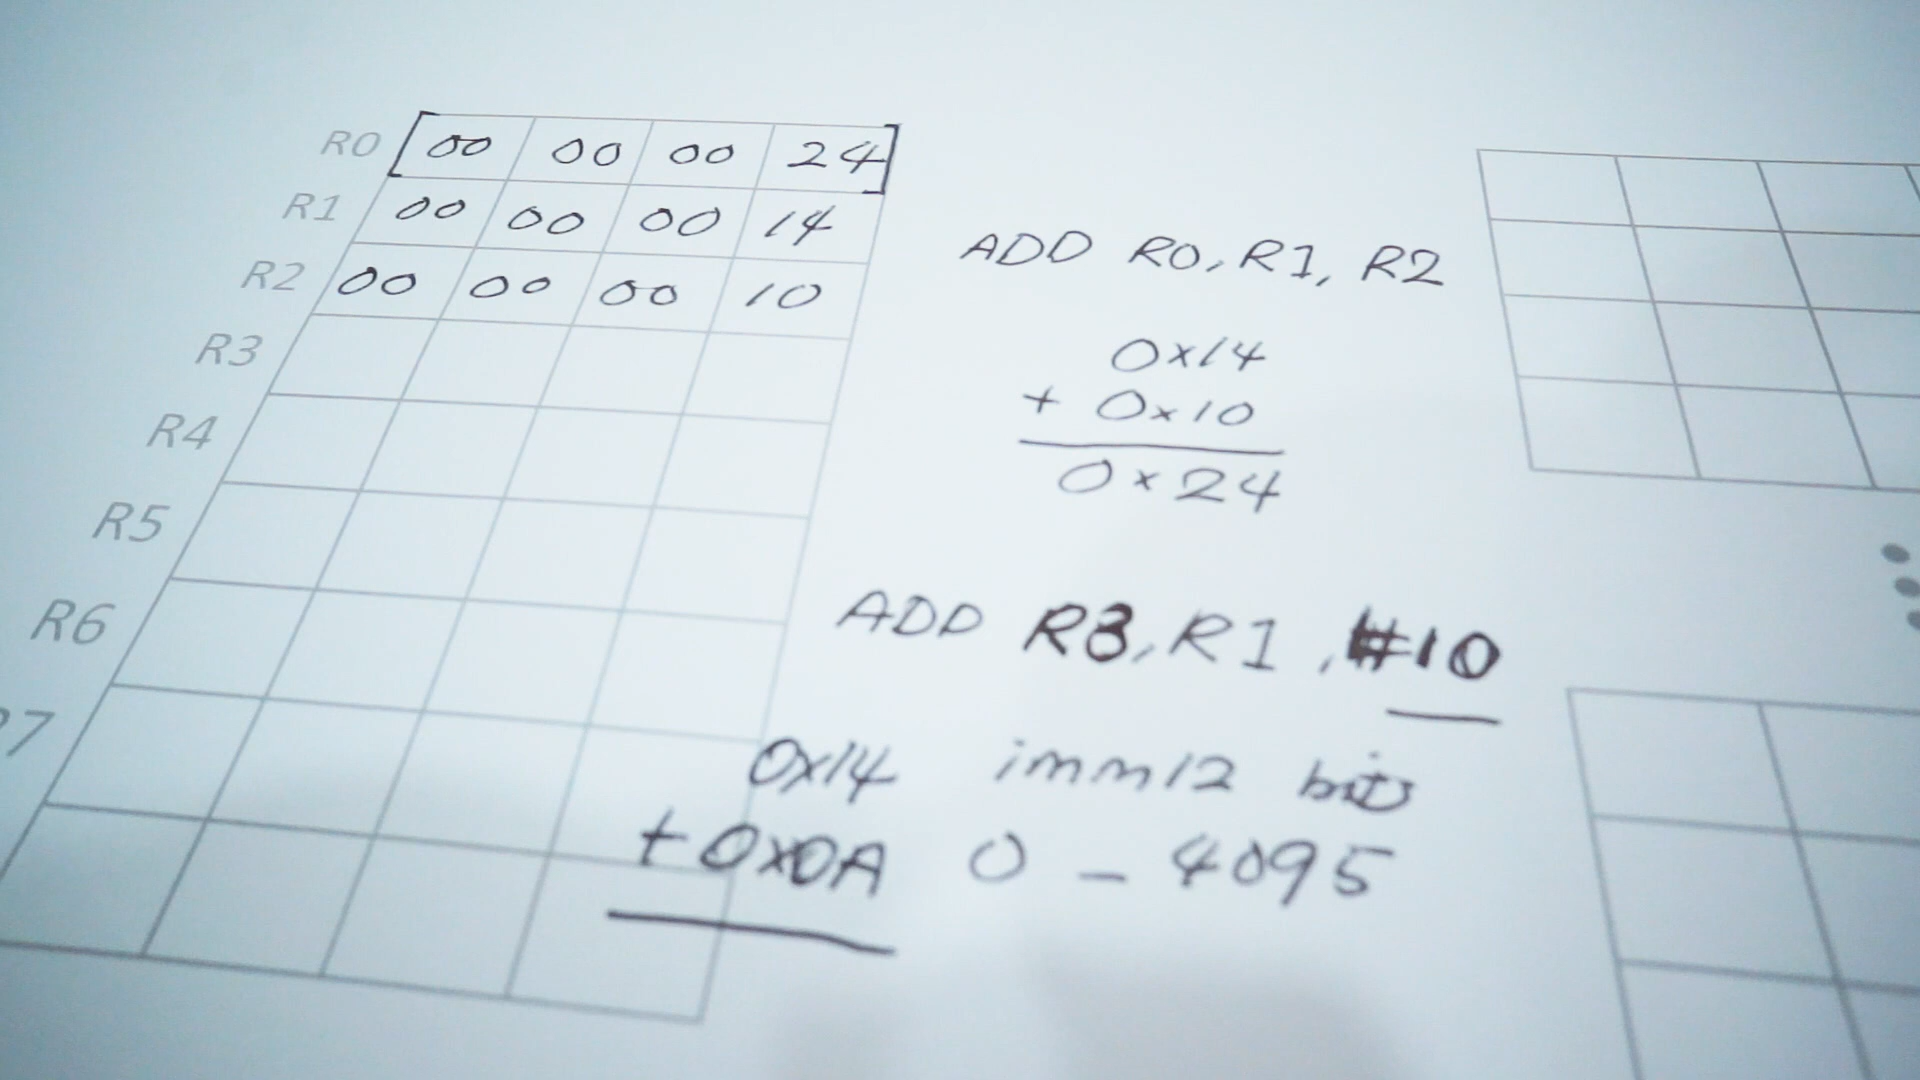 R0 00 00 00 24
R1 00 00 00 14
R2 00 00 00 10
R3
R4
R5
R6
7
ADD R0, R1, R2
0x14
+ 0x10
0x24
ADD R3, R1, #10
0x14
+ 0x0A
imm12 bits
0 - 4095